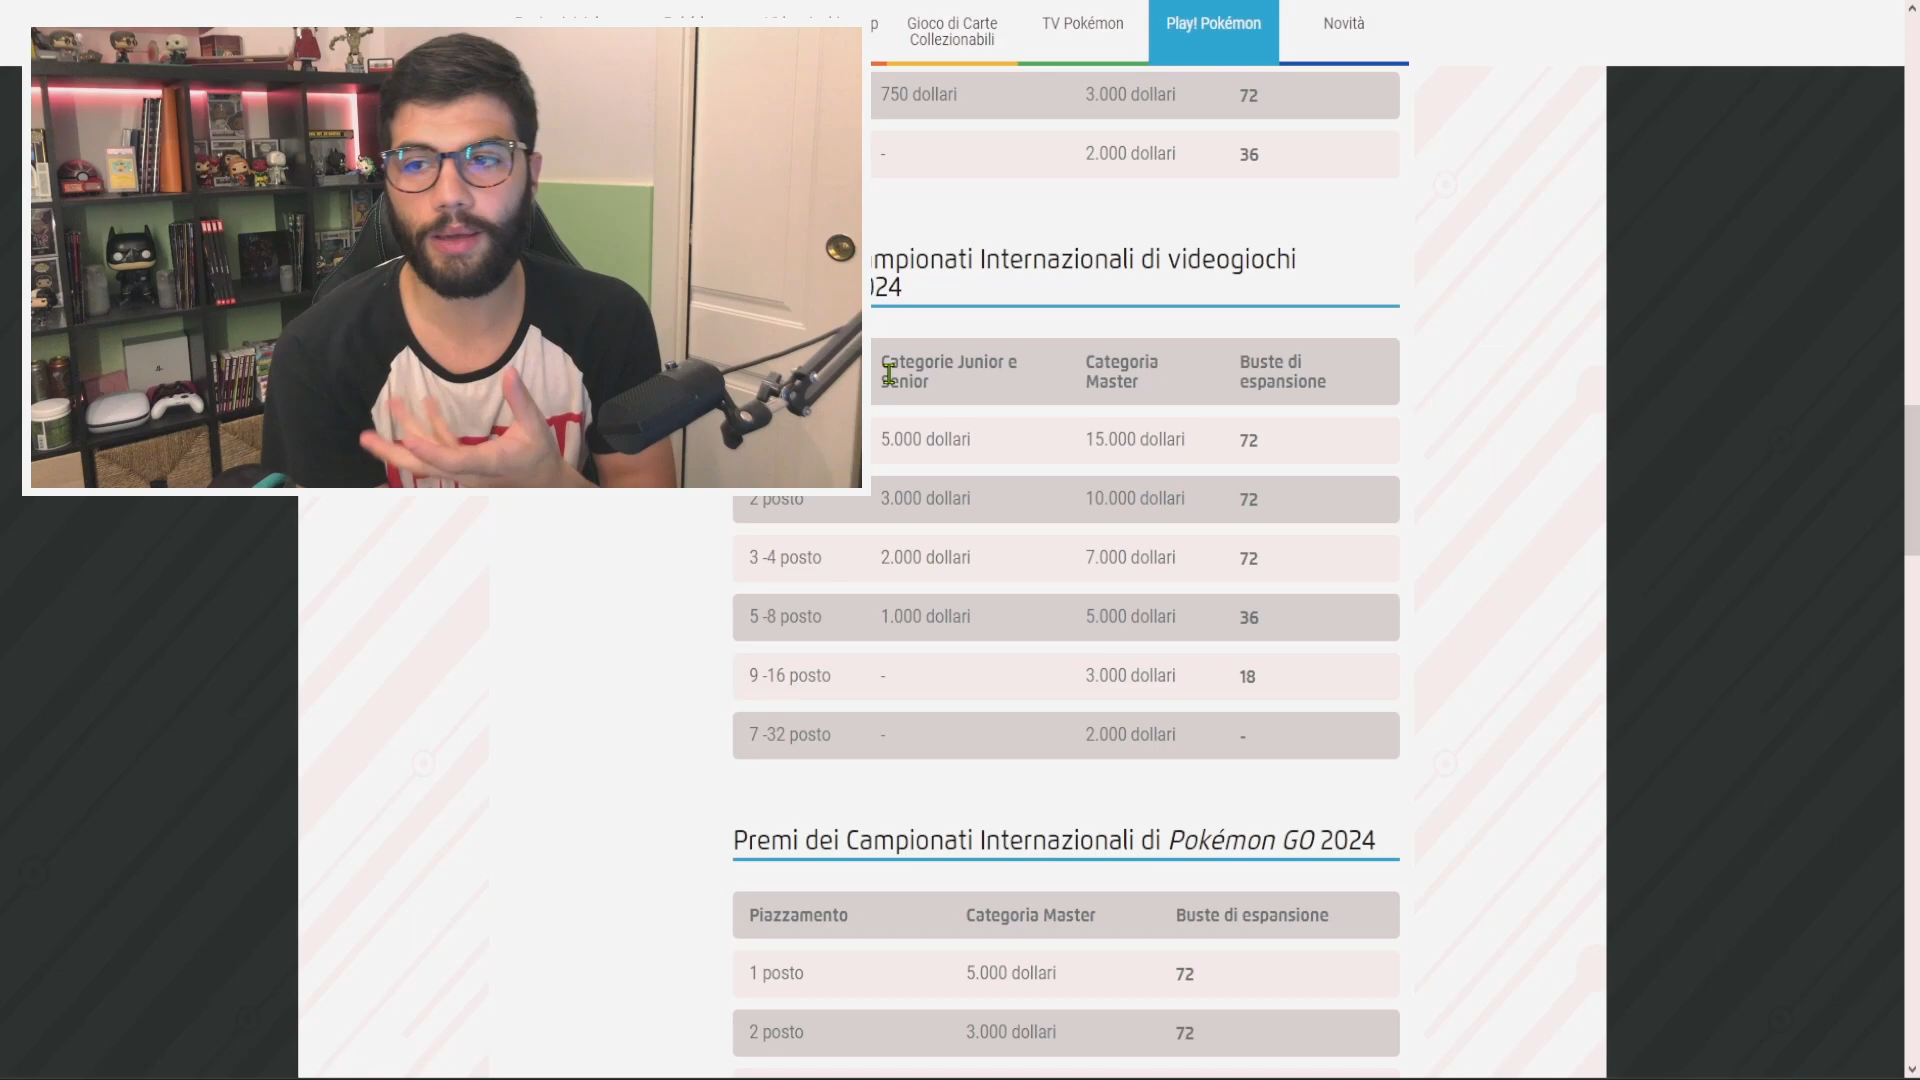 Gioco di Carte
Collezionabili
TV Pokémon
Play! Pokémon
Novità
750 dollari 3.000 dollari 72
- 2.000 dollari 36
mpionati Internazionali di videogiochi
24
Categorie Junior e
Senior
Categoria
Master
Buste di
espansione
5.000 dollari 15.000 dollari 72
2 posto 3.000 dollari 10.000 dollari 72
3 -4 posto 2.000 dollari 7.000 dollari 72
5 -8 posto 1.000 dollari 5.000 dollari 36
9 -16 posto - 3.000 dollari 18
7 -32 posto - 2.000 dollari -
Premi dei Campionati Internazionali di Pokémon GO 2024
Piazzamento Categoria Master Buste di espansione
1 posto 5.000 dollari 72
2 posto 3.000 dollari 72